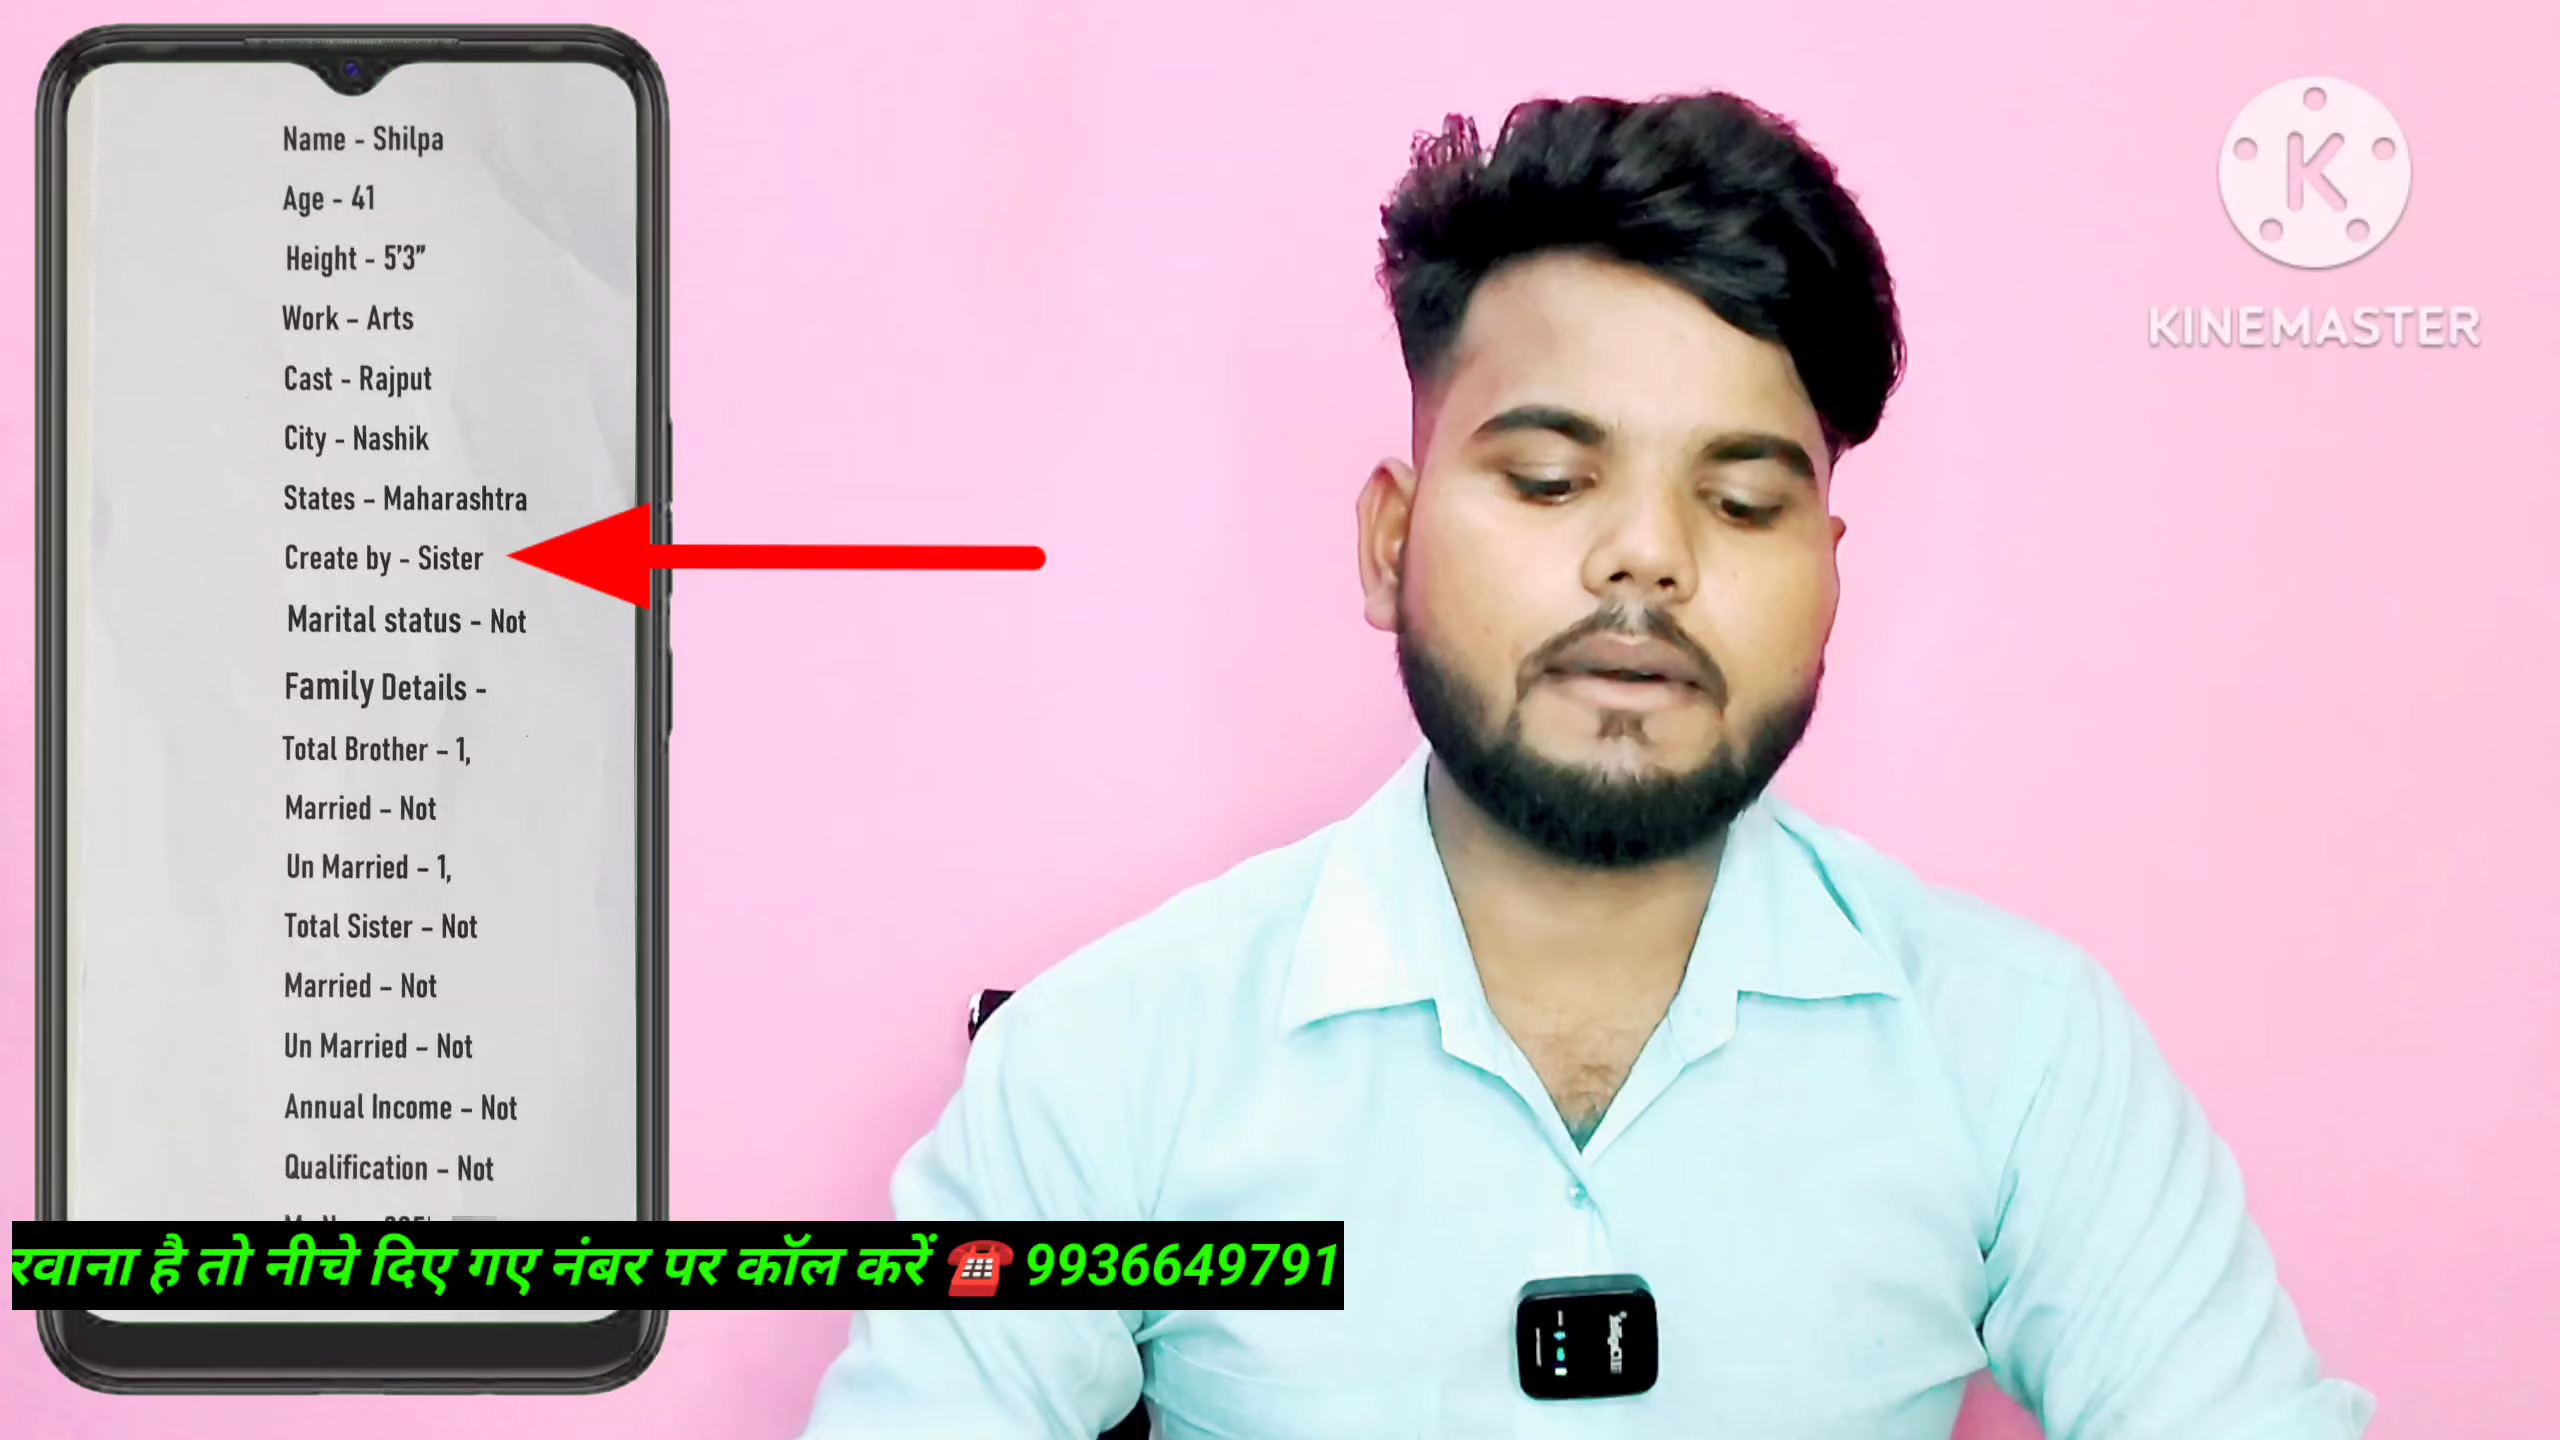 Name - Shilpa
Age - 41
Height - 5'3"
Work - Arts
Cast - Rajput
City - Nashik
States - Maharashtra
Create by - Sister
Marital status - Not
Family Details -
Total Brother - 1,
Married - Not
Un Married - 1,
Total Sister - Not
Married - Not
Un Married - Not
Annual Income - Not
Qualification - Not
रवाना है तो नीचे दिए गए नंबर पर कॉल करें ☎️ 9936649791
K
KINEMASTER